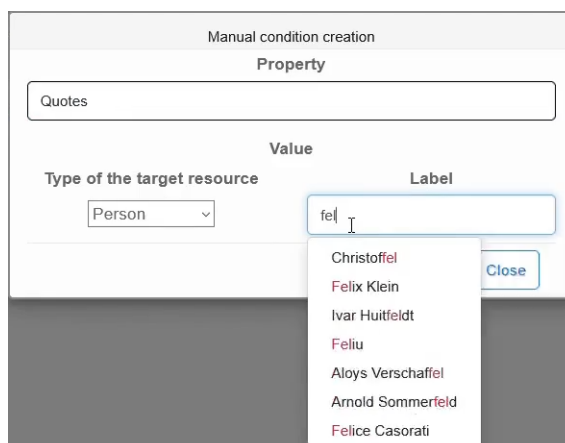 Manual condition creation
Property
Quotes
Value
Type of the target resource
Label
Person
fel
Christoffel
Felix Klein
Ivar Huitfeldt
Feliu
Aloys Verschaffel
Arnold Sommerfeld
Felice Casorati
Close